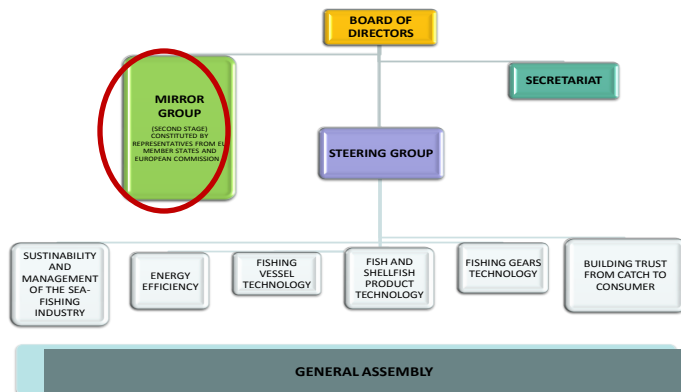 BOARD OF
DIRECTORS
SECRETARIAT
MIRROR
GROUP
(SECOND STAGE)
CONSTITUTED BY
REPRESENTATIVES FROM EU
MEMBER STATES AND
EUROPEAN COMMISSION
STEERING GROUP
SUSTINABILITY
AND
MANAGEMENT
OF THE SEA-
FISHING
INDUSTRY
ENERGY
EFFICIENCY
FISHING
VESSEL
TECHNOLOGY
FISH AND
SHELLFISH
PRODUCT
TECHNOLOGY
FISHING GEARS
TECHNOLOGY
BUILDING TRUST
FROM CATCH TO
CONSUMER
GENERAL ASSEMBLY